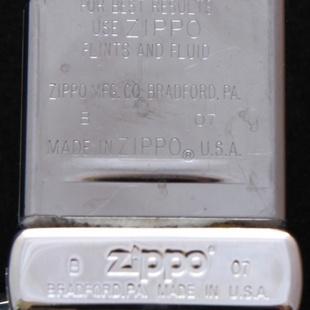 FOR BEST RESULTS
USE ZIPPO
FLINTS AND FLUID
ZIPPO MFG. CO. BRADFORD, PA.
B 07
MADE IN ZIPPO® U.S.A.
B Zippo 07
BRADFORD, PA. MADE IN U.S.A.